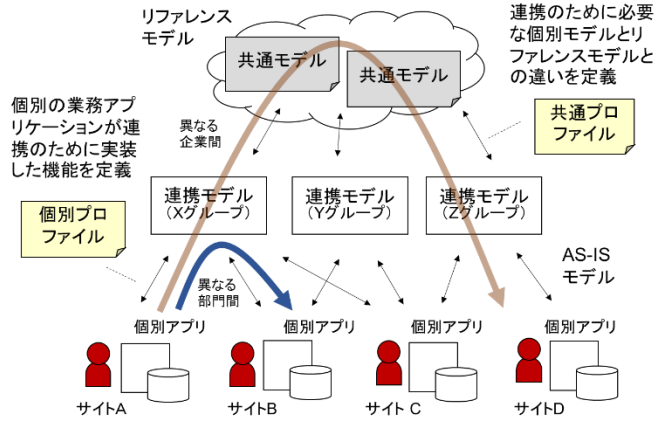 リファレンス
モデル
共通モデル
共通モデル
連携のために必要
な個別モデルとリ
ファレンスモデルと
の違いを定義
共通プロ
ファイル
個別の業務アプ
リケーションが連
携のために実装
した機能を定義
異なる
企業間
個別プロ
ファイル
連携モデル
(Xグループ)
連携モデル
(Yグループ)
連携モデル
(Zグループ)
AS-IS
モデル
異なる
部門間
個別アプリ
個別アプリ
個別アプリ
個別アプリ
サイトA
サイトB
サイト C
サイトD